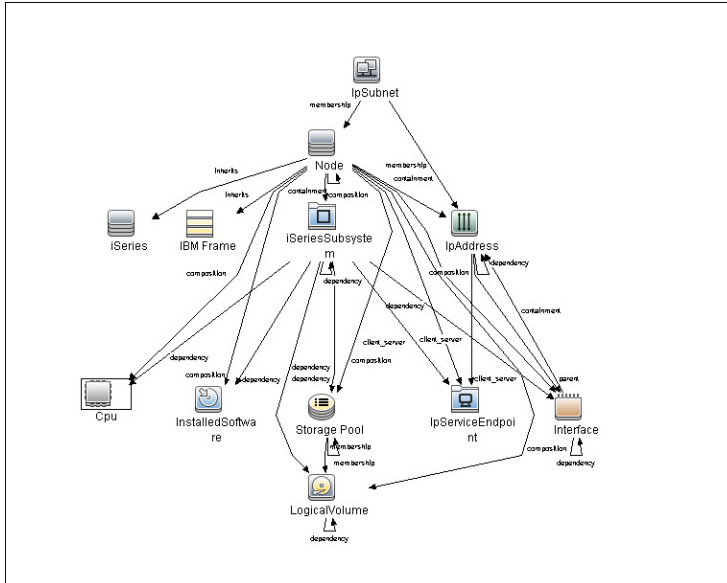 IpSubnet
membership
Node
membership
containment
Inherits
Inherits
containment
composition
iSeries
IBM Frame
iSeriesSubsyste
m
IpAddress
dependency
composition
composition
dependency
dependency
containment
client_server
client_server
dependency
dependency
dependency
composition
dependency
client_server
parent
composition
Cpu
InstalledSoftwa
re
Storage Pool
IpServiceEndpoi
nt
Interface
membership
membership
composition
dependency
LogicalVolume
dependency